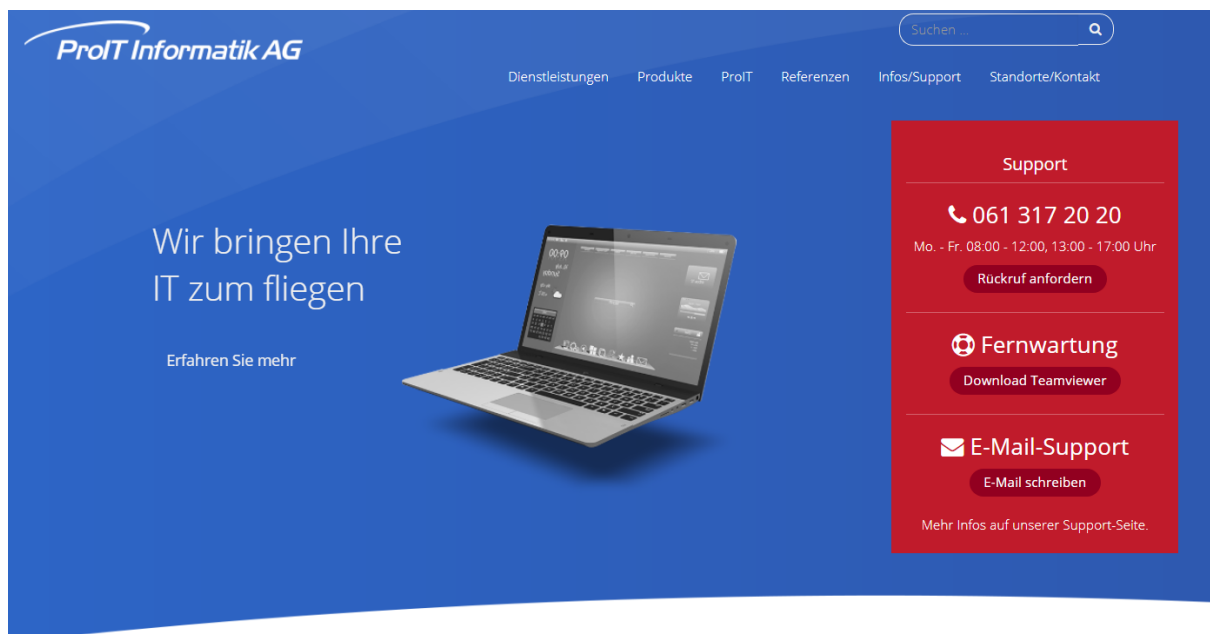 ProIT Informatik AG
Suchen ...
Dienstleistungen Produkte ProIT Referenzen Infos/Support Standorte/Kontakt
Wir bringen Ihre
IT zum fliegen
Erfahren Sie mehr
00:90
Support
061 317 20 20
Mo. - Fr. 08:00 - 12:00, 13:00 - 17:00 Uhr
Rückruf anfordern
Fernwartung
Download Teamviewer
E-Mail-Support
E-Mail schreiben
Mehr Infos auf unserer Support-Seite.